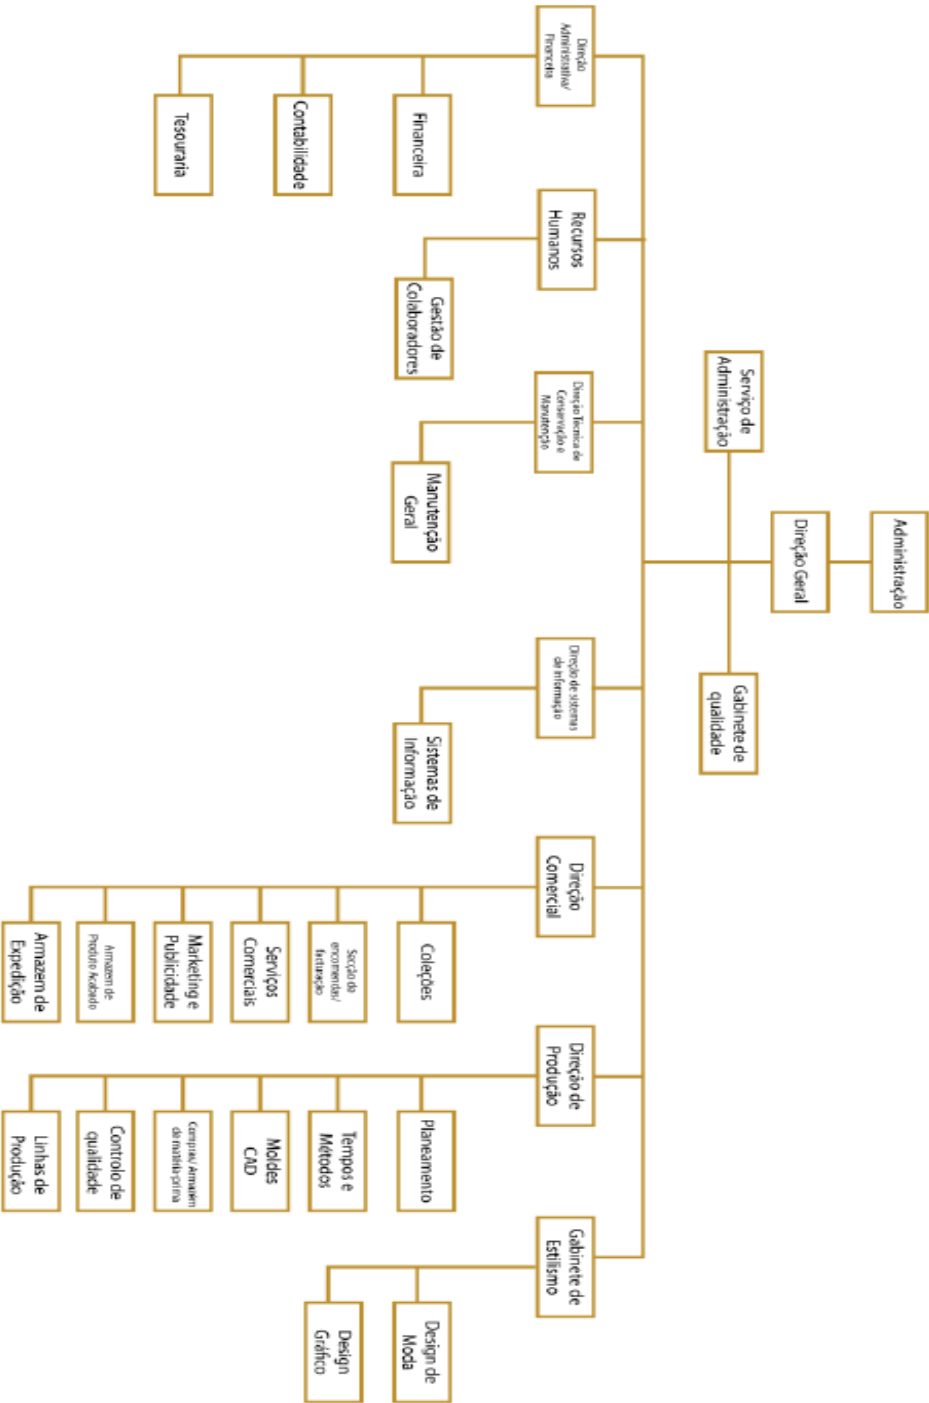 Administração
Direção Geral
Serviço de
Administração
Gabinete de
qualidade
Direção
Administrativa/
Financeira
Financeira
Contabilidade
Tesouraria
Recursos
Humanos
Gestão de
Colaboradores
Direção Técnica de
Conservação e
Manutenção
Manutenção
Geral
Direção de sistemas
de informação
Sistemas de
Informação
Direção
Comercial
Coleções
Secção de
encomendas/
facturação
Serviços
Comerciais
Marketing e
Publicidade
Armazem de
Produto Acabado
Armazem de
Expedição
Direção de
Produção
Planeamento
Tempos e
Métodos
Moldes
CAD
Compras/ Armazém
de matéria-prima
Controlo de
qualidade
Linhas de
Produção
Gabinete de
Estilismo
Design de
Moda
Design
Gráfico